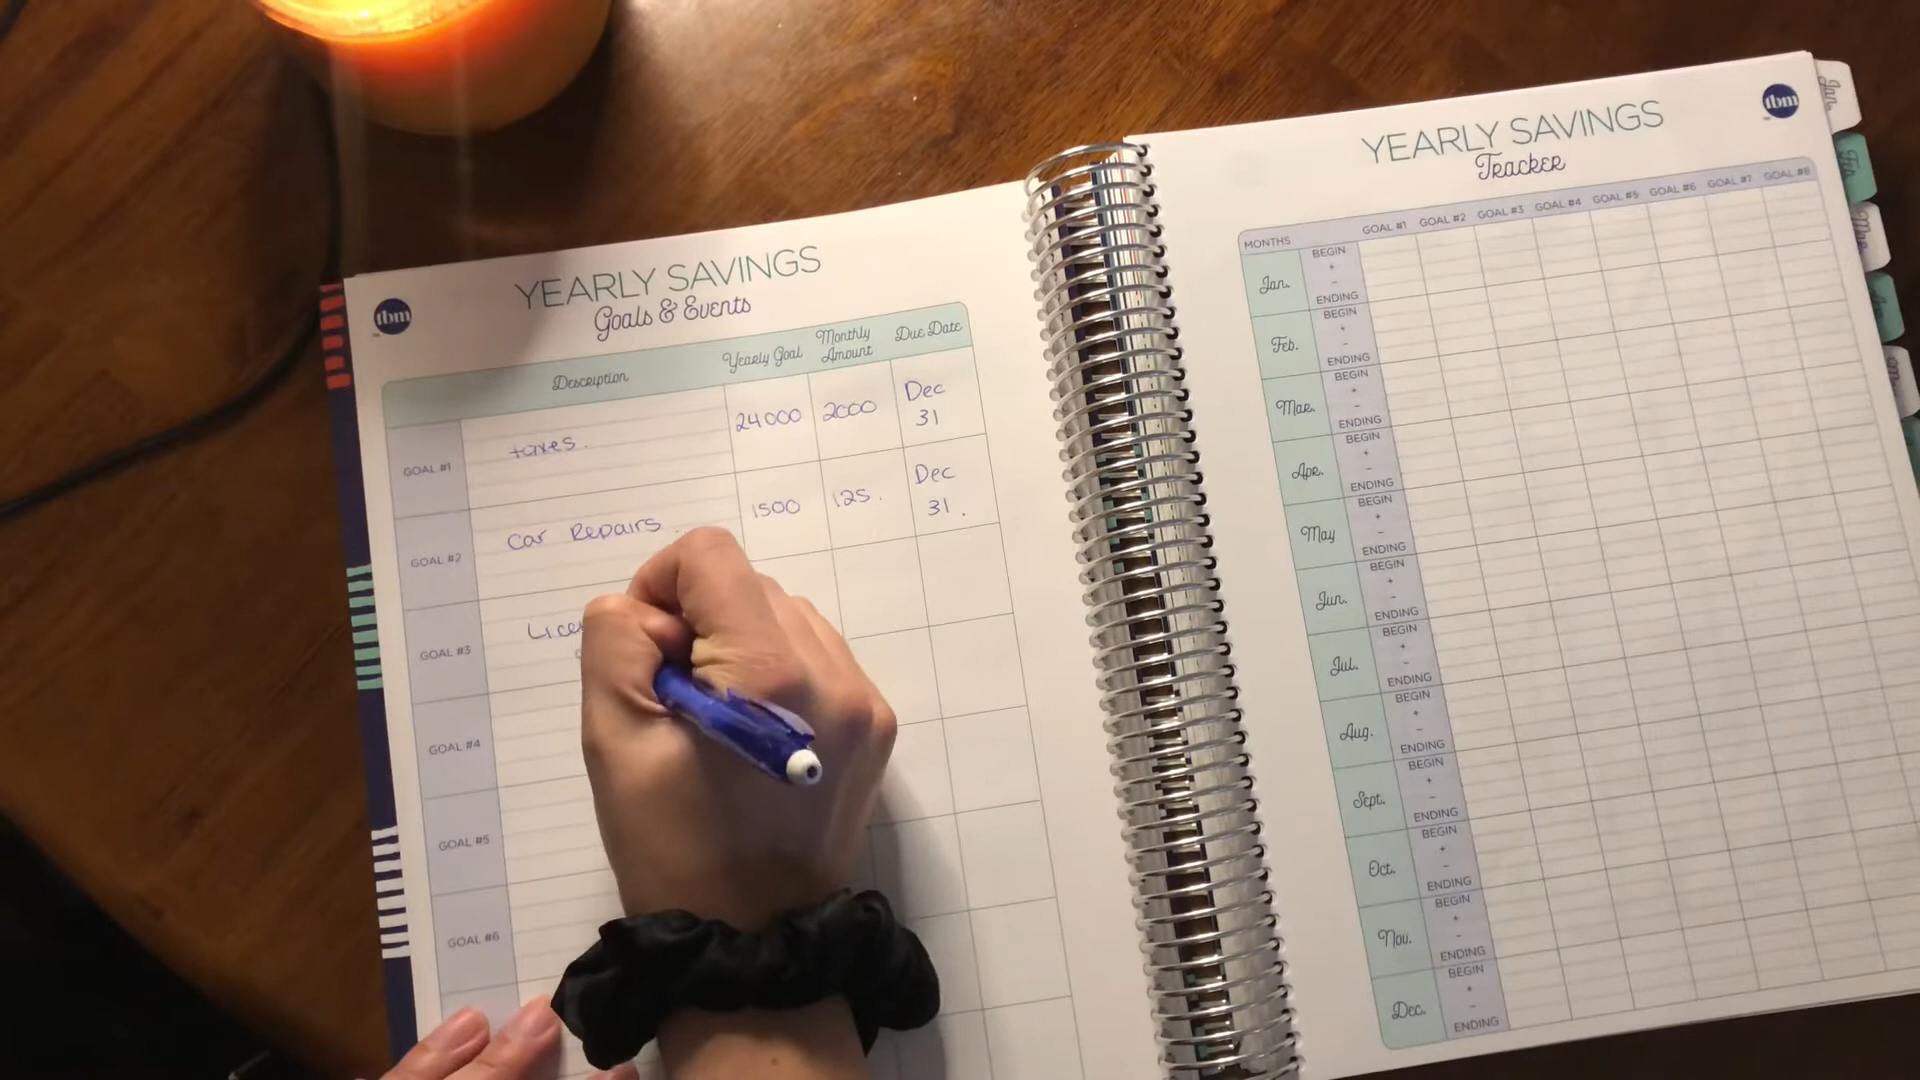 tbm
YEARLY SAVINGS
Goals & Events
Description Yearly Goal Monthly Amount Due Date
GOAL #1 taxes. 24000 2000 Dec 31
GOAL #2 Car Repairs. 1500 125. Dec 31.
GOAL #3
GOAL #4
GOAL #5
GOAL #6
tbm
YEARLY SAVINGS
Tracker
MONTHS GOAL #1 GOAL #2 GOAL #3 GOAL #4 GOAL #5 GOAL #6 GOAL #7 GOAL #8
Jan. BEGIN + - ENDING
Feb. BEGIN + - ENDING
Mar. BEGIN + - ENDING
Apr. BEGIN + - ENDING
May BEGIN + - ENDING
Jun. BEGIN + - ENDING
Jul. BEGIN + - ENDING
Aug. BEGIN + - ENDING
Sept. BEGIN + - ENDING
Oct. BEGIN + - ENDING
Nov. BEGIN + - ENDING
Dec. BEGIN + - ENDING
Jan.
Feb.
Mar.